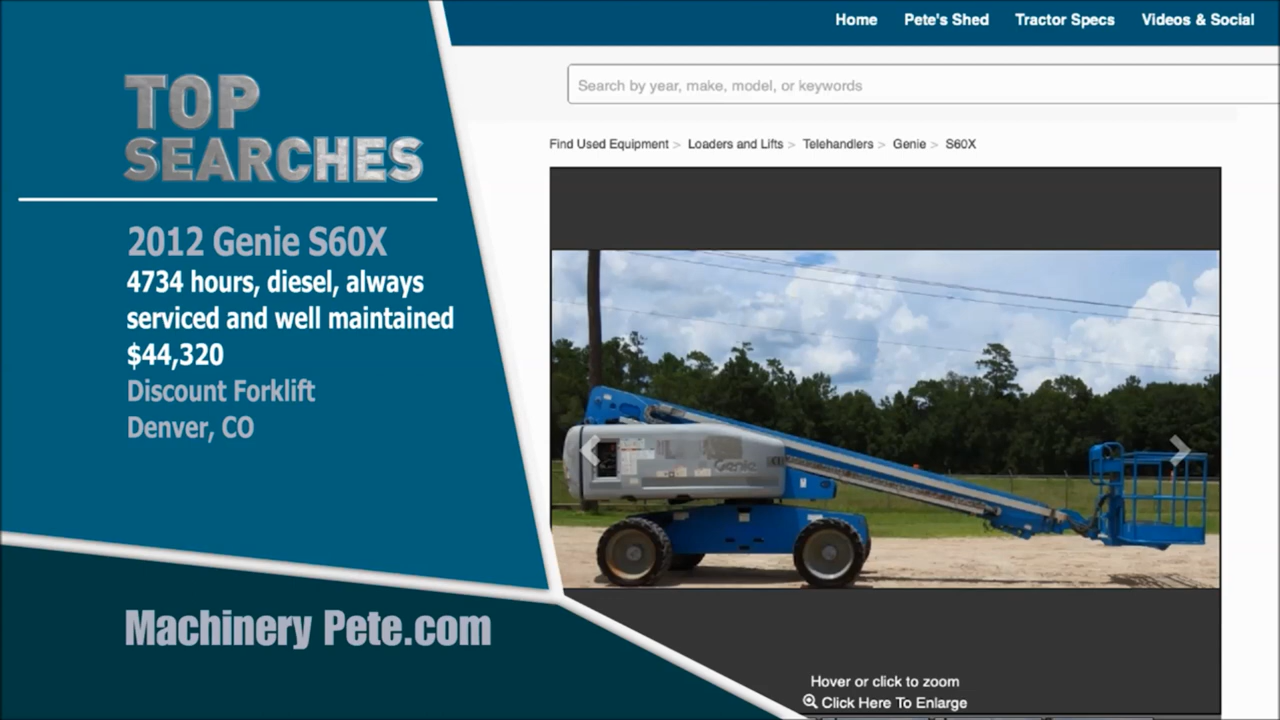 TOP
SEARCHES
2012 Genie S60X
4734 hours, diesel, always
serviced and well maintained
$44,320
Discount Forklift
Denver, CO
Machinery Pete.com
Home Pete's Shed Tractor Specs Videos & Social
Search by year, make, model, or keywords
Find Used Equipment > Loaders and Lifts > Telehandlers > Genie > S60X
Genie
Hover or click to zoom
Click Here To Enlarge